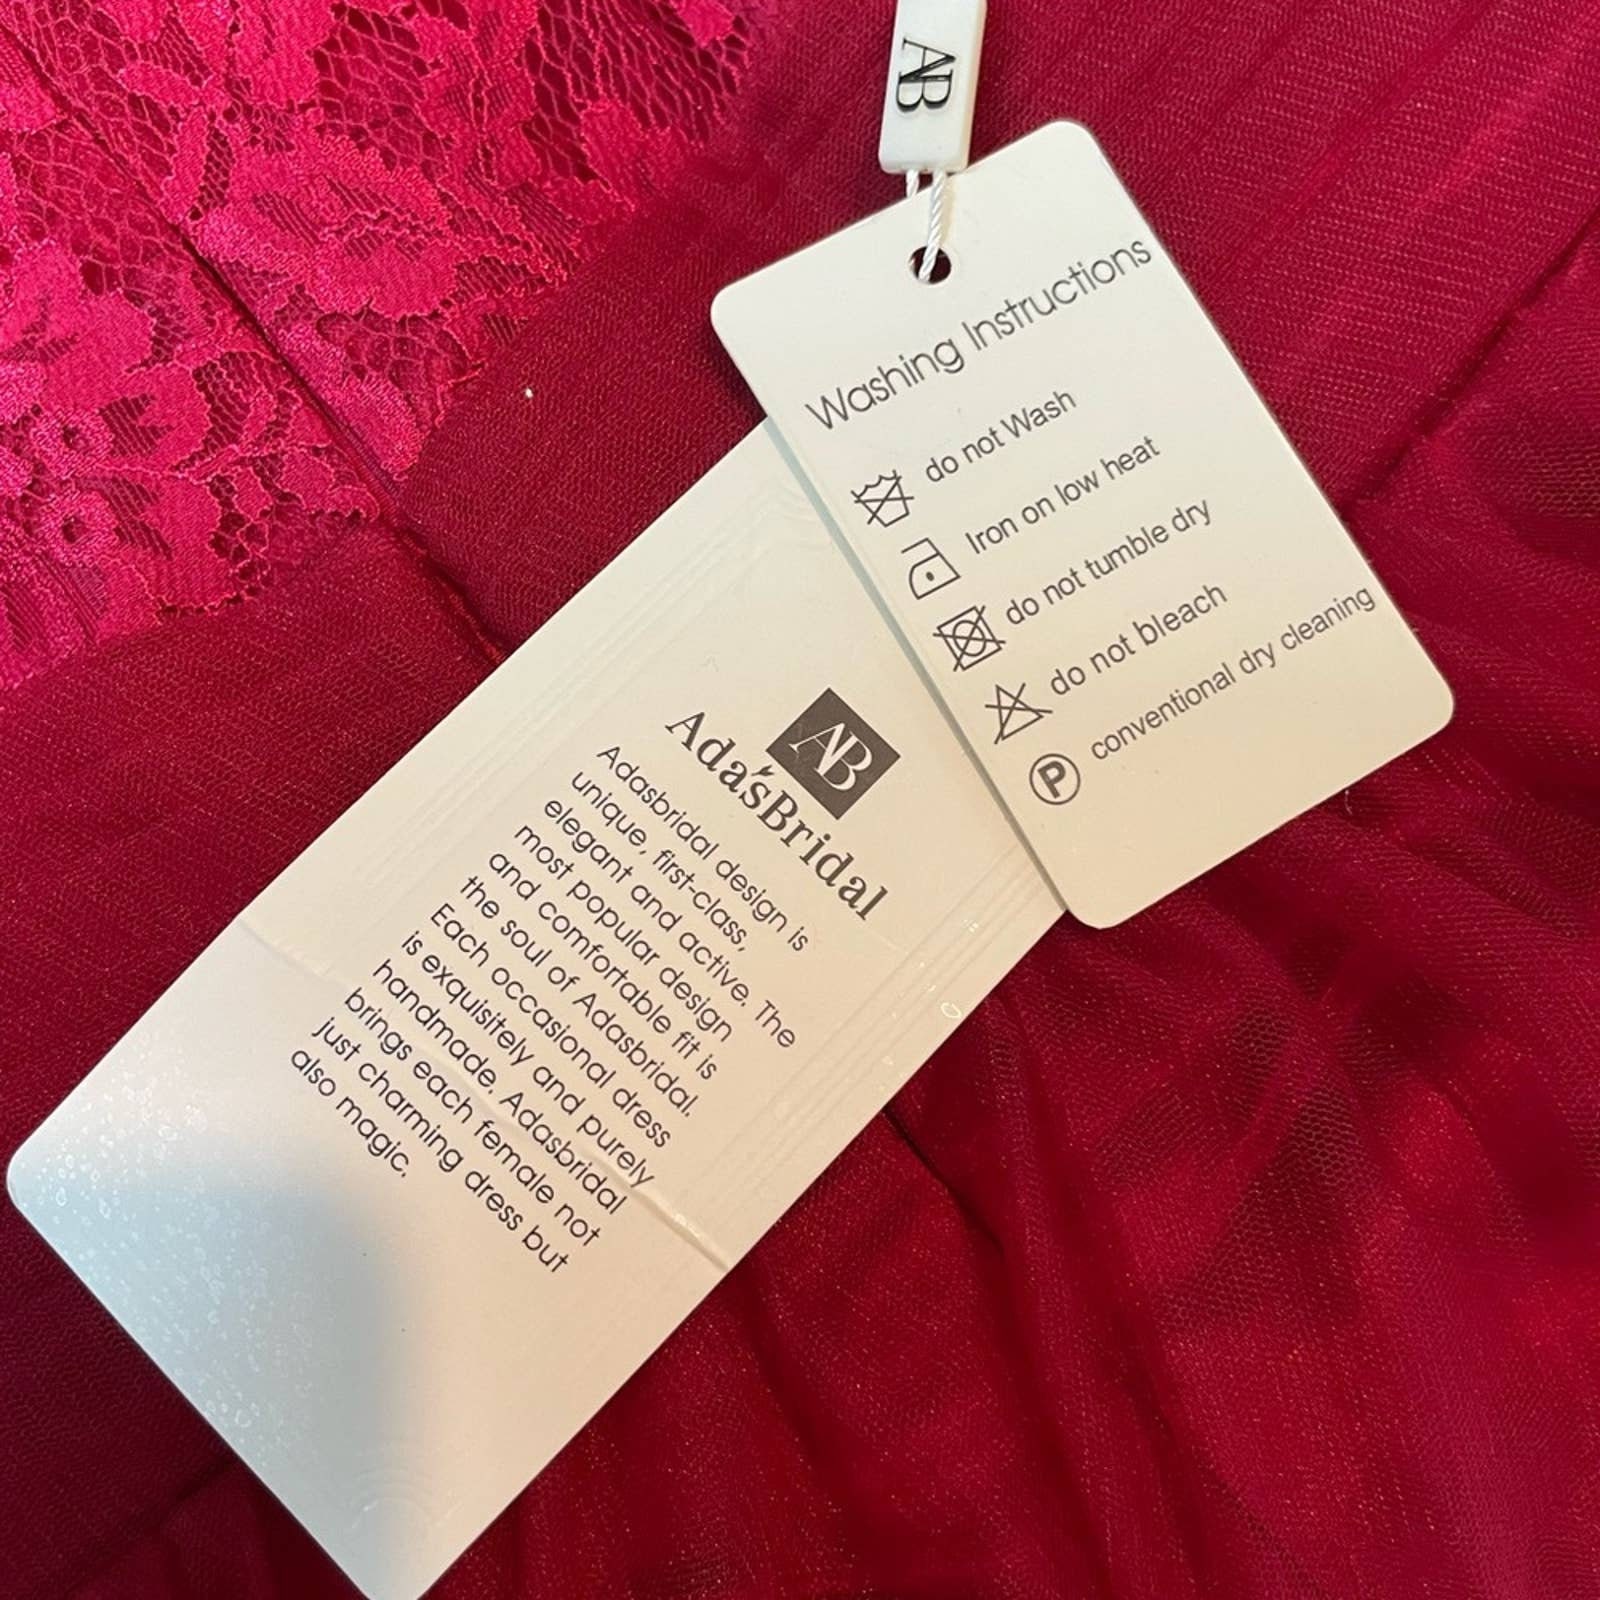 AB
Washing Instructions
do not Wash
Iron on low heat
do not tumble dry
do not bleach
P conventional dry cleaning
AB
Ada'sBridal
Adasbridal design is
unique, first-class,
elegant and active. The
most popular design
and comfortable fit is
the soul of Adasbridal.
Each occasional dress
is exquisitely and purely
handmade. Adasbridal
brings each female not
just charming dress but
also magic.